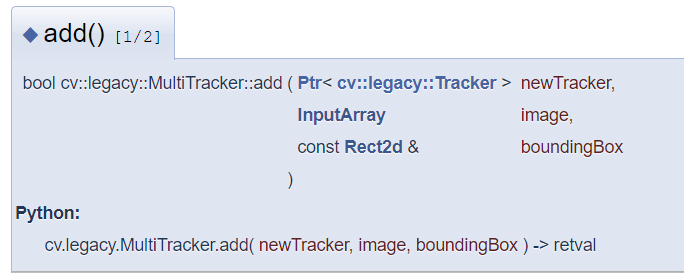 ◆ add() [1/2]
bool cv::legacy::MultiTracker::add ( Ptr< cv::legacy::Tracker > newTracker,
InputArray image,
const Rect2d & boundingBox
)
Python:
cv.legacy.MultiTracker.add( newTracker, image, boundingBox ) -> retval